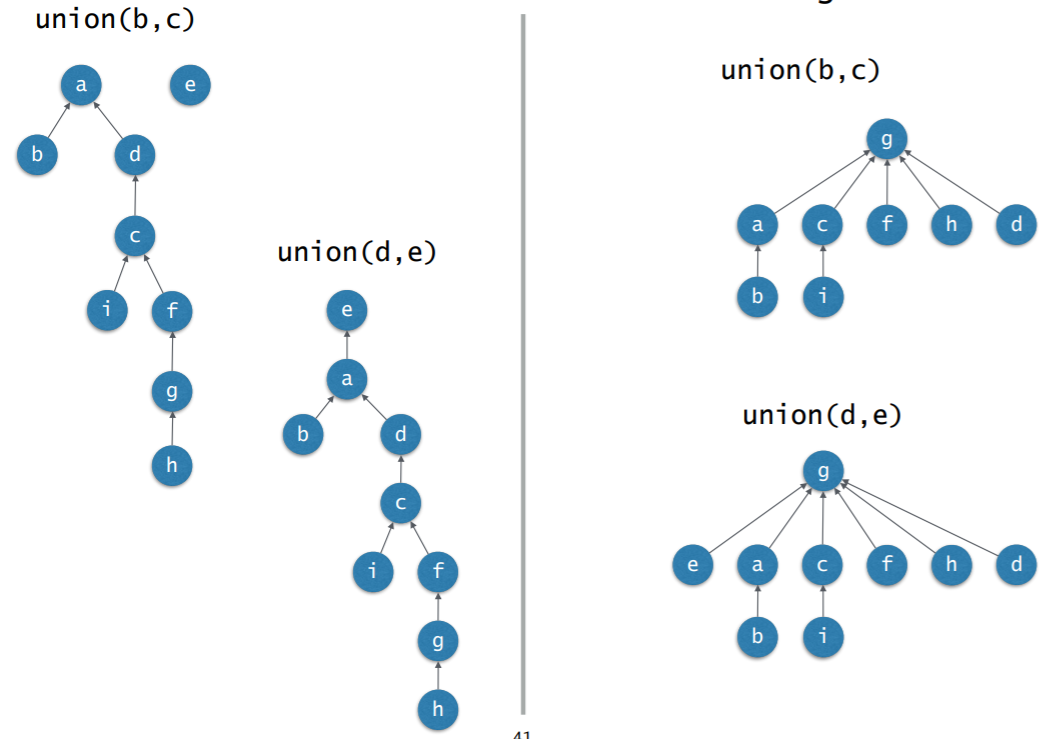 union(b,c)
a e
b d
c
i f
g
h
union(d,e)
e
a
b d
c
i f
g
h
union(b,c)
g
a c f h d
b i
union(d,e)
g
e a c f h d
b i
41